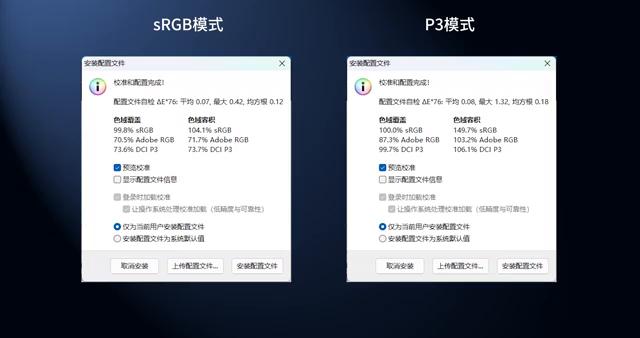 sRGB模式
安装配置文件
校准和配置完成!
配置文件自检 ΔE*76: 平均 0.07, 最大 0.42, 均方根 0.12
色域覆盖 色域容积
99.8% sRGB 104.1% sRGB
70.5% Adobe RGB 71.7% Adobe RGB
73.6% DCI P3 73.7% DCI P3
预览校准
显示配置文件信息
登录时加载校准
让操作系统处理校准加载（低精度与可靠性）
仅为当前用户安装配置文件
安装配置文件为系统默认值
取消安装 上传配置文件... 安装配置文件
P3模式
安装配置文件
校准和配置完成!
配置文件自检 ΔE*76: 平均 0.08, 最大 1.32, 均方根 0.18
色域覆盖 色域容积
100.0% sRGB 149.7% sRGB
87.3% Adobe RGB 103.2% Adobe RGB
99.7% DCI P3 106.1% DCI P3
预览校准
显示配置文件信息
登录时加载校准
让操作系统处理校准加载（低精度与可靠性）
仅为当前用户安装配置文件
安装配置文件为系统默认值
取消安装 上传配置文件... 安装配置文件